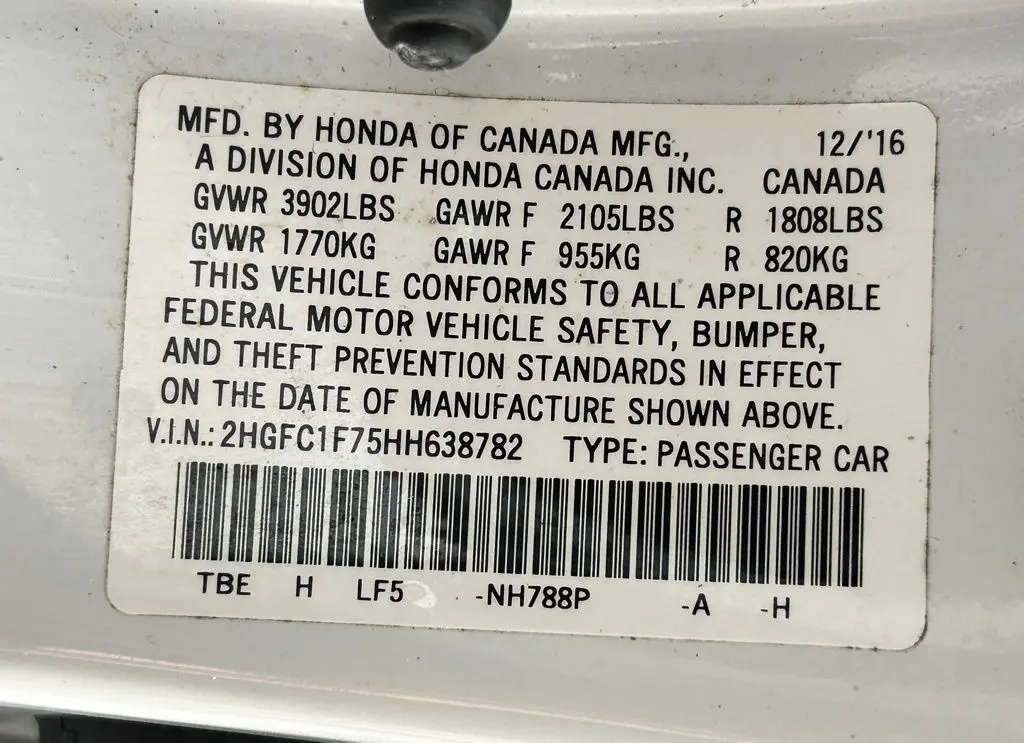 MFD. BY HONDA OF CANADA MFG., 12/'16
A DIVISION OF HONDA CANADA INC. CANADA
GVWR 3902LBS GAWR F 2105LBS R 1808LBS
GVWR 1770KG GAWR F 955KG R 820KG
THIS VEHICLE CONFORMS TO ALL APPLICABLE
FEDERAL MOTOR VEHICLE SAFETY, BUMPER,
AND THEFT PREVENTION STANDARDS IN EFFECT
ON THE DATE OF MANUFACTURE SHOWN ABOVE.
V.I.N.: 2HGFC1F75HH638782 TYPE: PASSENGER CAR
TBE H LF5 -NH788P -A -H